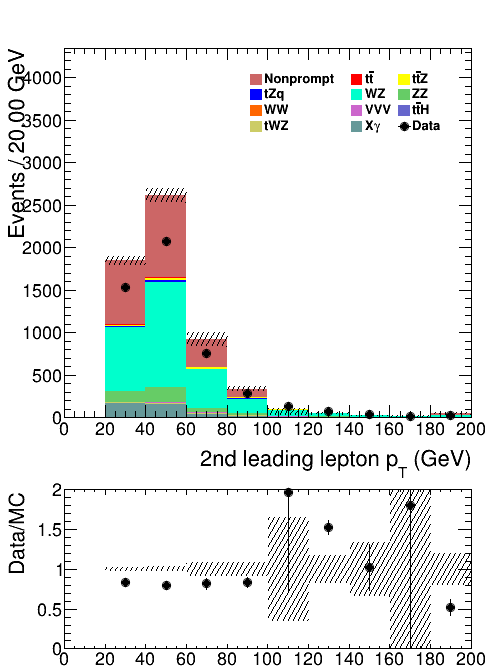 Events / 20.00 GeV
4000
3500
3000
2500
2000
1500
1000
500
0
Nonprompt tt̄ tt̄Z
tZq WZ ZZ
WW VVV tt̄H
tWZ Xγ Data
0 20 40 60 80 100 120 140 160 180 200
2nd leading lepton p_T (GeV)
Data/MC
2
1.5
1
0.5
0
0 20 40 60 80 100 120 140 160 180 200